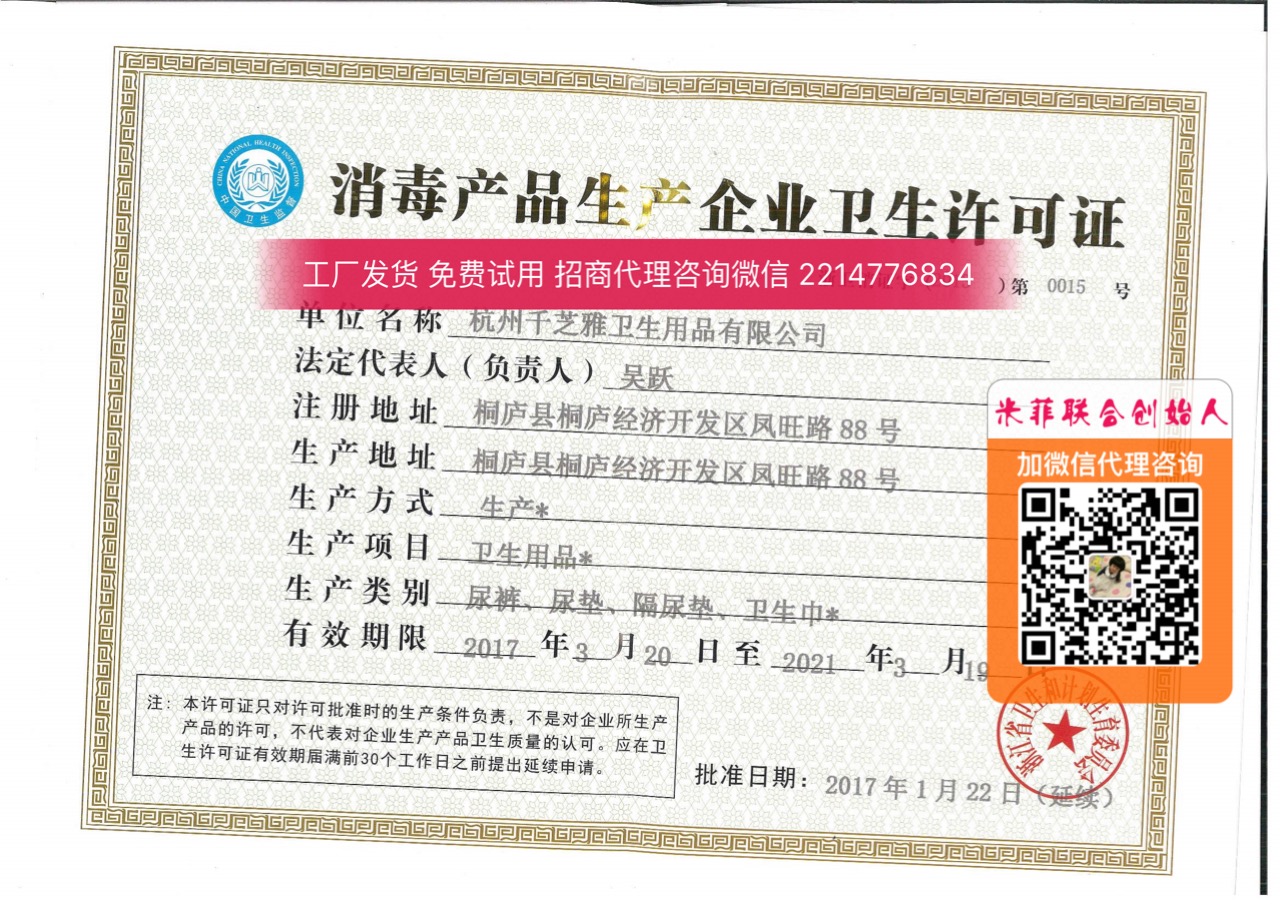 CHINA NATIONAL HEALTH INSPECTION
中国卫生监督
消毒产品生产企业卫生许可证
工厂发货 免费试用 招商代理咨询微信 2214776834
)第 0015 号
单位名称 杭州千芝雅卫生用品有限公司
法定代表人(负责人) 吴跃
注册地址 桐庐县桐庐经济开发区凤旺路 88 号
生产地址 桐庐县桐庐经济开发区凤旺路 88 号
生产方式 生产*
生产项目 卫生用品*
生产类别 尿裤、尿垫、隔尿垫、卫生巾*
有效期限 2017 年 3 月 20 日至 2021 年 3 月 19
米菲联合创始人
加微信代理咨询
注:本许可证只对许可批准时的生产条件负责,不是对企业所生产
产品的许可,不代表对企业生产产品卫生质量的认可。应在卫
生许可证有效期届满前30个工作日之前提出延续申请。
浙江省卫生和计划生育委员会
批准日期: 2017 年 1 月 22 日(延续)